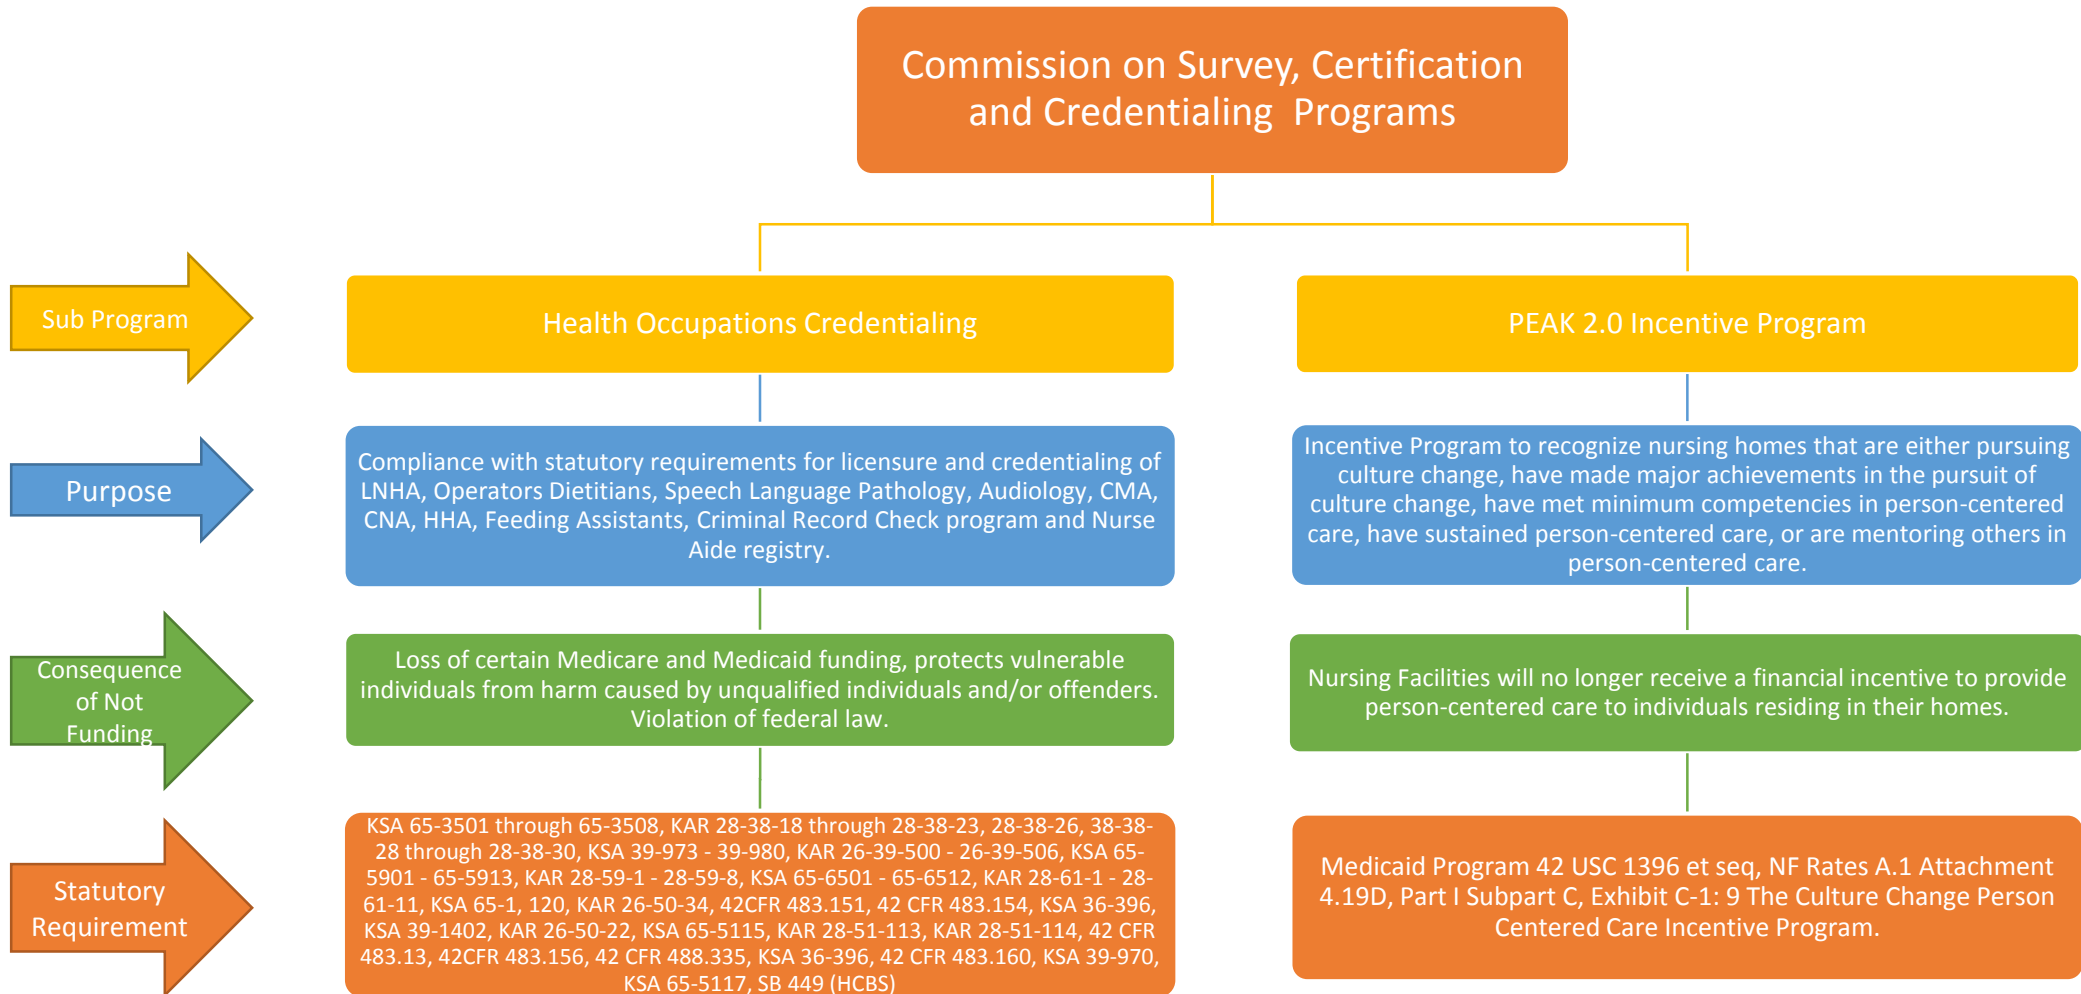 Commission on Survey, Certification
and Credentialing Programs
Sub Program
Health Occupations Credentialing
PEAK 2.0 Incentive Program
Purpose
Compliance with statutory requirements for licensure and credentialing of
LNHA, Operators Dietitians, Speech Language Pathology, Audiology, CMA,
CNA, HHA, Feeding Assistants, Criminal Record Check program and Nurse
Aide registry.
Incentive Program to recognize nursing homes that are either pursuing
culture change, have made major achievements in the pursuit of
culture change, have met minimum competencies in person-centered
care, have sustained person-centered care, or are mentoring others in
person-centered care.
Consequence
of Not
Funding
Loss of certain Medicare and Medicaid funding, protects vulnerable
individuals from harm caused by unqualified individuals and/or offenders.
Violation of federal law.
Nursing Facilities will no longer receive a financial incentive to provide
person-centered care to individuals residing in their homes.
Statutory
Requirement
KSA 65-3501 through 65-3508, KAR 28-38-18 through 28-38-23, 28-38-26, 38-38-
28 through 28-38-30, KSA 39-973 - 39-980, KAR 26-39-500 - 26-39-506, KSA 65-
5901 - 65-5913, KAR 28-59-1 - 28-59-8, KSA 65-6501 - 65-6512, KAR 28-61-1 - 28-
61-11, KSA 65-1, 120, KAR 26-50-34, 42CFR 483.151, 42 CFR 483.154, KSA 36-396,
KSA 39-1402, KAR 26-50-22, KSA 65-5115, KAR 28-51-113, KAR 28-51-114, 42 CFR
483.13, 42CFR 483.156, 42 CFR 488.335, KSA 36-396, 42 CFR 483.160, KSA 39-970,
KSA 65-5117, SB 449 (HCBS)
Medicaid Program 42 USC 1396 et seq, NF Rates A.1 Attachment
4.19D, Part I Subpart C, Exhibit C-1: 9 The Culture Change Person
Centered Care Incentive Program.